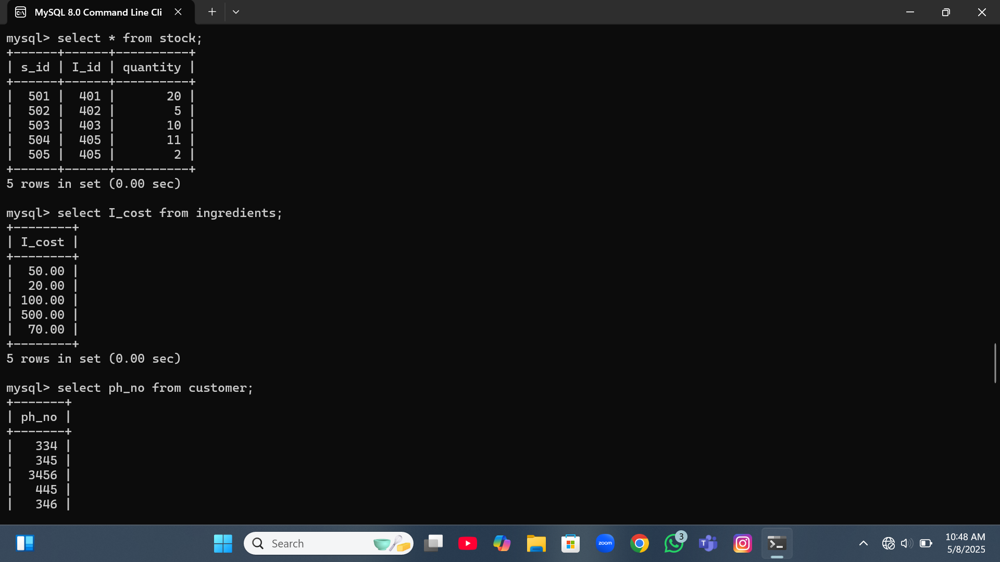 MySQL 8.0 Command Line Cli
mysql> select * from stock;
+------+------+----------+
| s_id | I_id | quantity |
+------+------+----------+
|  501 |  401 |       20 |
|  502 |  402 |        5 |
|  503 |  403 |       10 |
|  504 |  405 |       11 |
|  505 |  405 |        2 |
+------+------+----------+
5 rows in set (0.00 sec)
mysql> select I_cost from ingredients;
+--------+
| I_cost |
+--------+
|  50.00 |
|  20.00 |
| 100.00 |
| 500.00 |
|  70.00 |
+--------+
5 rows in set (0.00 sec)
mysql> select ph_no from customer;
+-------+
| ph_no |
+-------+
|   334 |
|   345 |
|  3456 |
|   445 |
|   346 |
Search
zoom
3
T
10:48 AM
5/8/2025